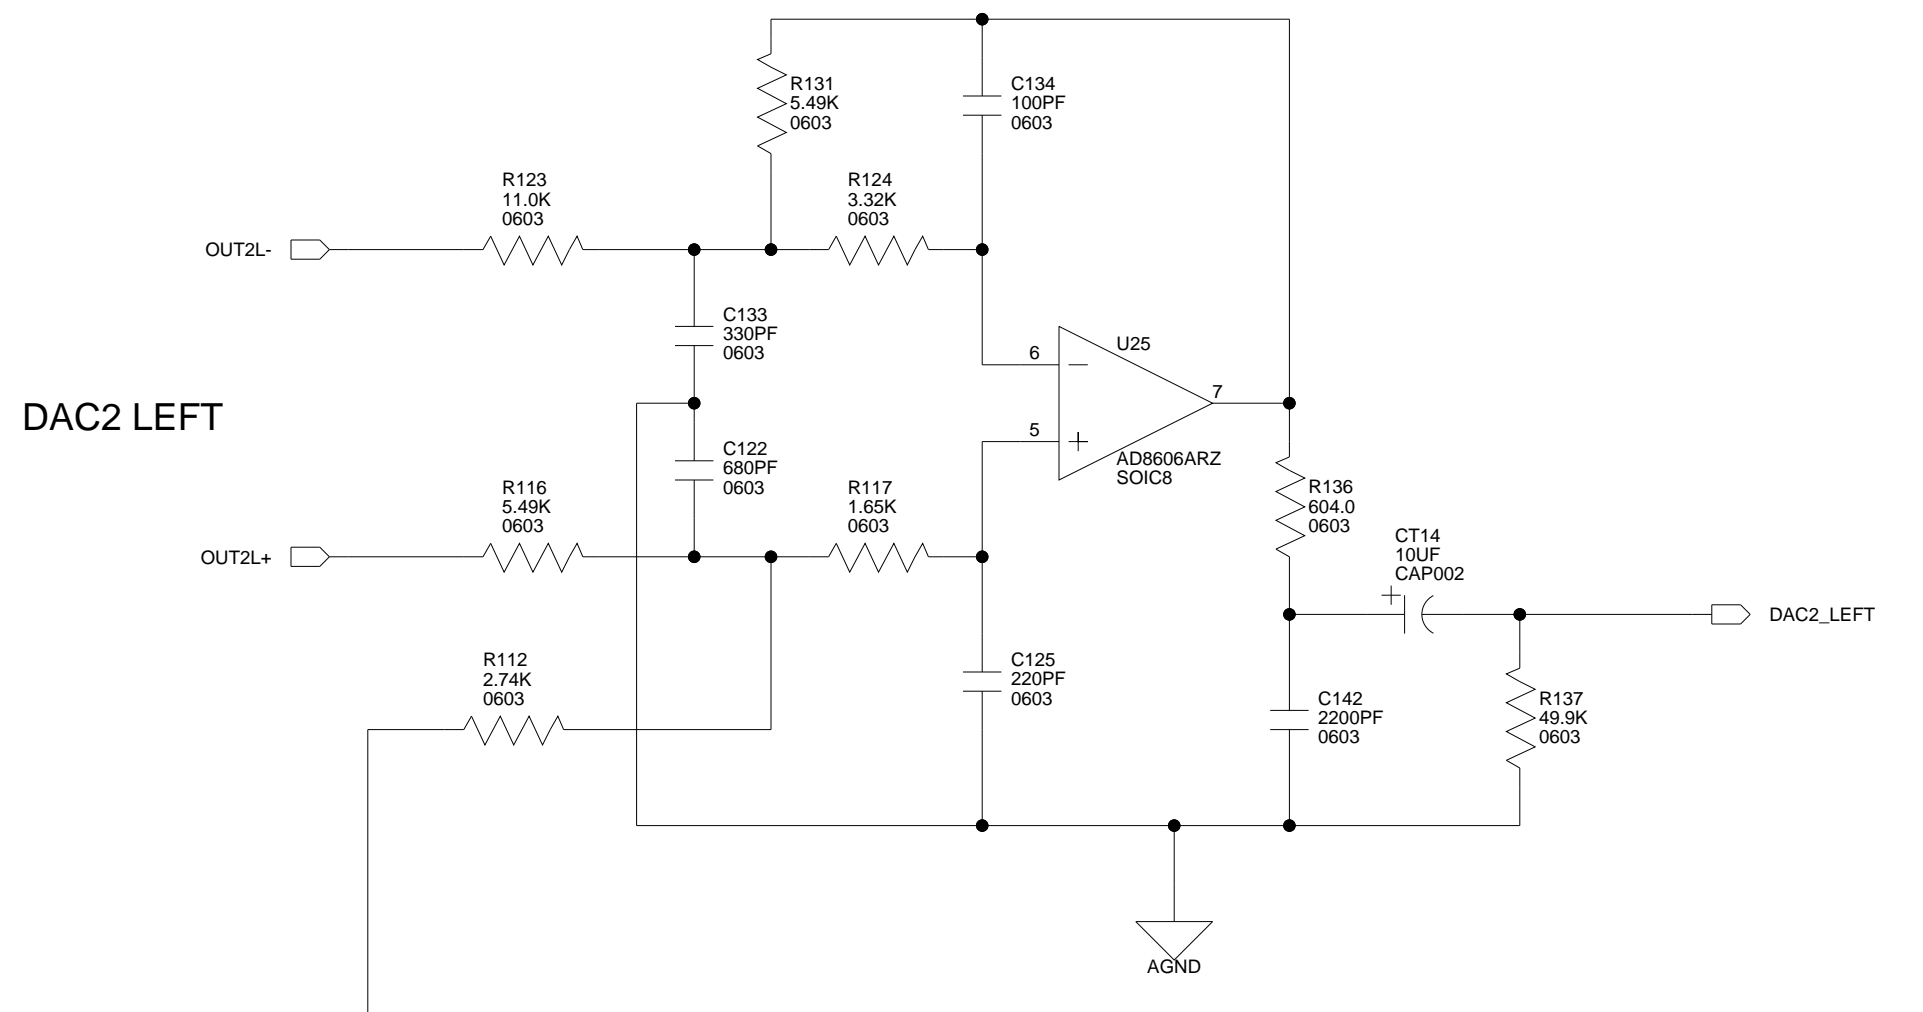 R131
5.49K
0603
C134
100PF
0603
R123
11.0K
0603
R124
3.32K
0603
OUT2L-
C133
330PF
0603
6
U25
7
DAC2 LEFT
5
AD8606ARZ
SOIC8
C122
680PF
0603
R116
5.49K
0603
R117
1.65K
0603
R136
604.0
0603
OUT2L+
CT14
10UF
CAP002
DAC2_LEFT
R112
2.74K
0603
C125
220PF
0603
C142
2200PF
0603
R137
49.9K
0603
AGND